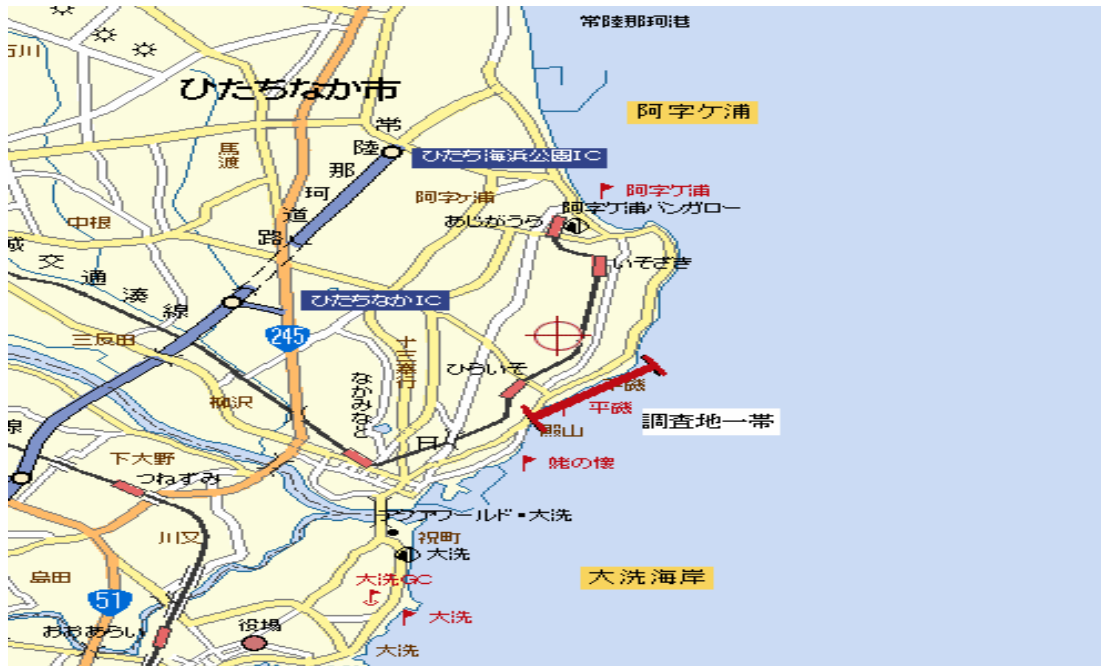 常陸那珂港
石川
ひたちなか市
阿字ケ浦
常陸那珂道路
ひたち海浜公園IC
馬渡
阿字ヶ浦
阿字ケ浦
阿字ケ浦バンガロー
あじがうら
中根
いそざき
茨城交通湊線
ひたちなかIC
245
三反田
十三奉行
ひらいそ
なかみなと
柳沢
平磯
平磯
調査地一帯
殿山
姥の懐
下大野
つねずみ
アクアワールド・大洗
祝町
川又
大洗
大洗海岸
島田
大洗GC
51
大洗
おおあらい
役場
大洗